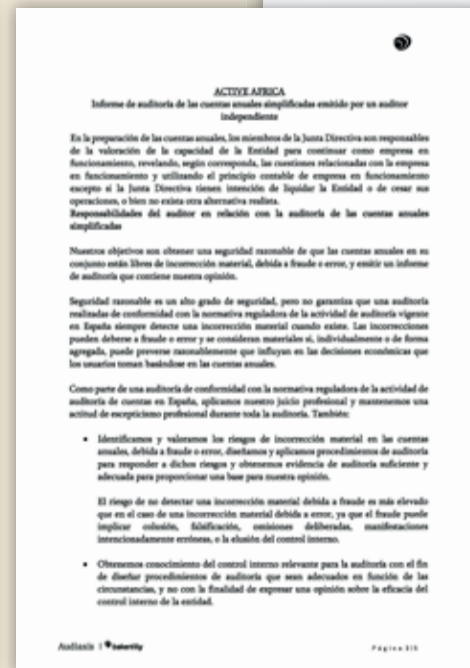 ACTIVE AFRICA
Informe de auditoría de las cuentas anuales simplificadas emitido por un auditor
independiente
En la preparación de las cuentas anuales, los miembros de la Junta Directiva son responsables
de la valoración de la capacidad de la Entidad para continuar como empresa en
funcionamiento, revelando, según corresponda, las cuestiones relacionadas con la empresa
en funcionamiento y utilizando el principio contable de empresa en funcionamiento
excepto si la Junta Directiva tienen intención de liquidar la Entidad o de cesar sus
operaciones, o bien no exista otra alternativa realista.
Responsabilidades del auditor en relación con la auditoría de las cuentas anuales
simplificadas
Nuestros objetivos son obtener una seguridad razonable de que las cuentas anuales en su
conjunto están libres de incorrección material, debida a fraude o error, y emitir un informe
de auditoría que contiene nuestra opinión.
Seguridad razonable es un alto grado de seguridad, pero no garantiza que una auditoría
realizadas de conformidad con la normativa reguladora de la actividad de auditoría vigente
en España siempre detecte una incorrección material cuando existe. Las incorrecciones
pueden deberse a fraude o error y se consideran materiales si, individualmente o de forma
agregada, puede preverse razonablemente que influyan en las decisiones económicas que
los usuarios toman basándose en las cuentas anuales.
Como parte de una auditoría de conformidad con la normativa reguladora de la actividad de
auditoría de cuentas en España, aplicamos nuestro juicio profesional y mantenemos una
actitud de escepticismo profesional durante toda la auditoría. También:
• Identificamos y valoramos los riesgos de incorrección material en las cuentas
anuales, debida a fraude o error, diseñamos y aplicamos procedimientos de auditoría
para responder a dichos riesgos y obtenemos evidencia de auditoría suficiente y
adecuada para proporcionar una base para nuestra opinión.
El riesgo de no detectar una incorrección material debida a fraude es más elevado
que en el caso de una incorrección material debida a error, ya que el fraude puede
implicar colusión, falsificación, omisiones deliberadas, manifestaciones
intencionadamente erróneas, o la elusión del control interno.
• Obtenemos conocimiento del control interno relevante para la auditoría con el fin
de diseñar procedimientos de auditoría que sean adecuados en función de las
circunstancias, y no con la finalidad de expresar una opinión sobre la eficacia del
control interno de la entidad.
Audiaxis | bakertilly
Página 3|5